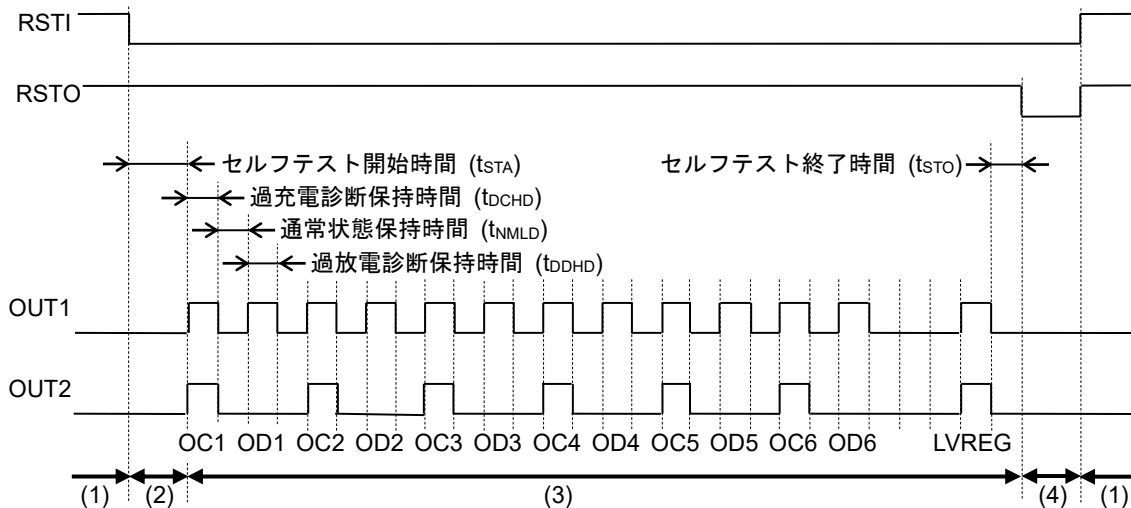 RSTI
RSTO
セルフテスト開始時間 (tSTA)
セルフテスト終了時間 (tSTO)
過充電診断保持時間 (tDCHD)
通常状態保持時間 (tNMLD)
過放電診断保持時間 (tDDHD)
OUT1
OUT2
OC1 OD1 OC2 OD2 OC3 OD3 OC4 OD4 OC5 OD5 OC6 OD6 LVREG
(1) (2) (3) (4) (1)